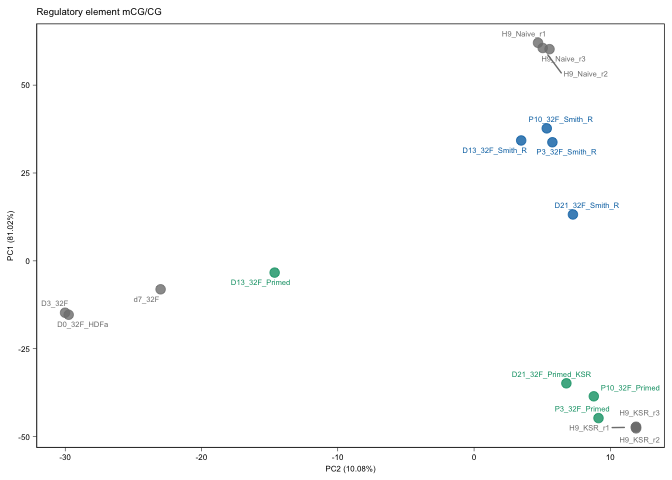 Regulatory element mCG/CG
H9_Naive_r1
H9_Naive_r3
H9_Naive_r2
50
P10_32F_Smith_R
D13_32F_Smith_R
P3_32F_Smith_R
25
D21_32F_Smith_R
PC1 (81.02%)
0
D13_32F_Primed
D3_32F
d7_32F
D0_32F_HDFa
-25
D21_32F_Primed_KSR
P10_32F_Primed
P3_32F_Primed
H9_KSR_r3
H9_KSR_r1
H9_KSR_r2
-50
-30
-20
-10
0
10
PC2 (10.08%)